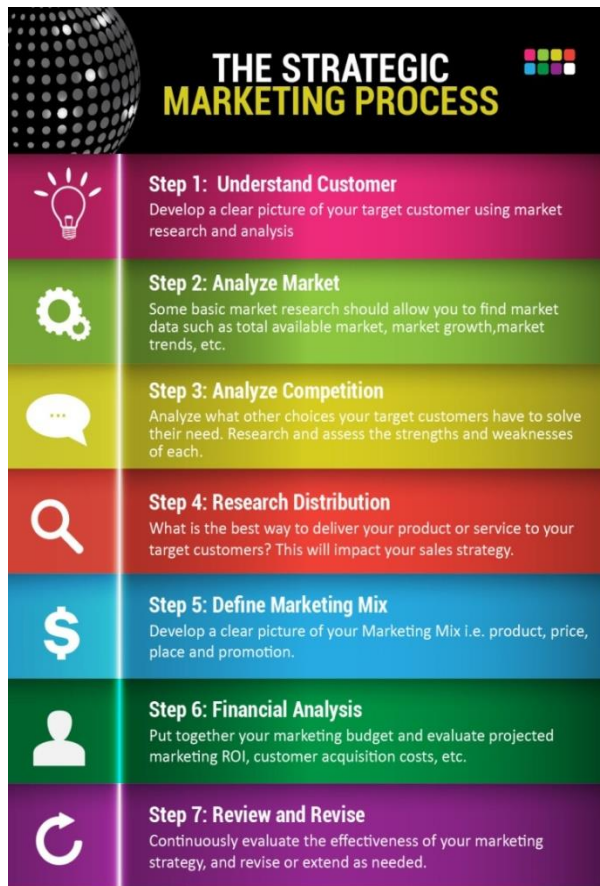 THE STRATEGIC
MARKETING PROCESS
Step 1: Understand Customer
Develop a clear picture of your target customer using market
research and analysis
Step 2: Analyze Market
Some basic market research should allow you to find market
data such as total available market, market growth,market
trends, etc.
Step 3: Analyze Competition
Analyze what other choices your target customers have to solve
their need. Research and assess the strengths and weaknesses
of each.
Step 4: Research Distribution
What is the best way to deliver your product or service to your
target customers? This will impact your sales strategy.
$
Step 5: Define Marketing Mix
Develop a clear picture of your Marketing Mix i.e. product, price,
place and promotion.
Step 6: Financial Analysis
Put together your marketing budget and evaluate projected
marketing ROI, customer acquisition costs, etc.
Step 7: Review and Revise
Continuously evaluate the effectiveness of your marketing
strategy, and revise or extend as needed.